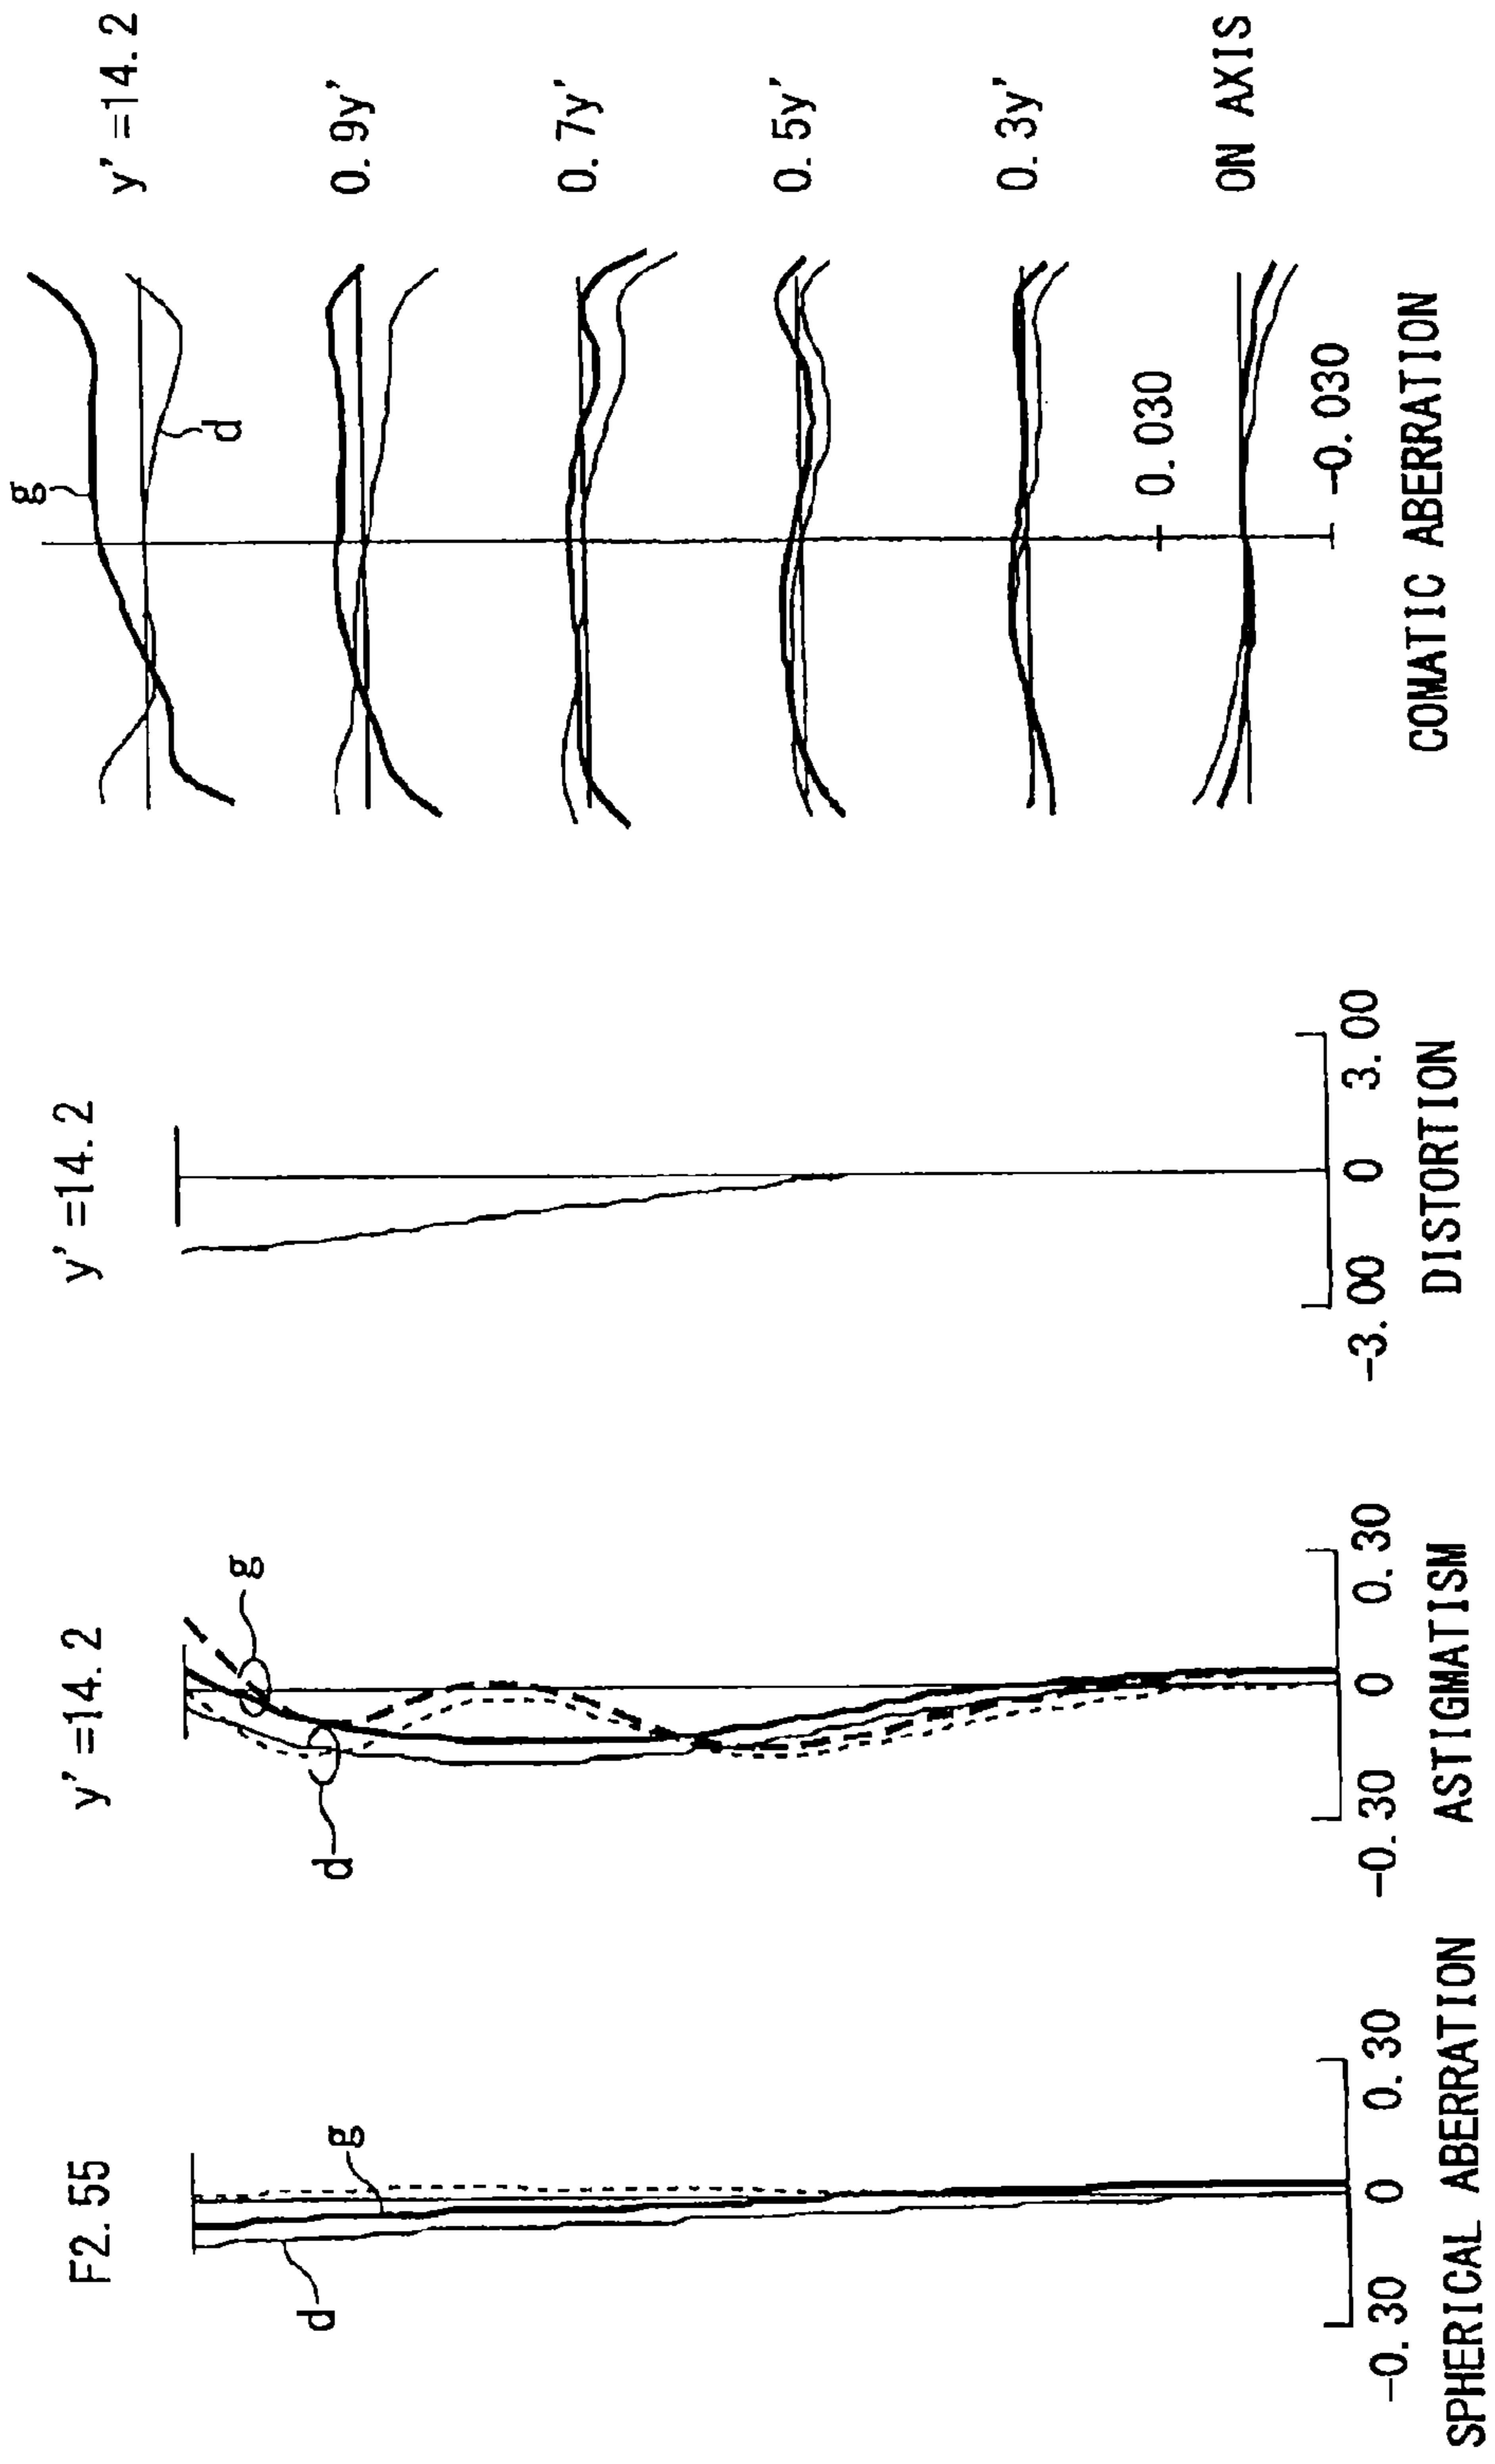 F2. 55
d
g
-0. 30
0
0. 30
SPHERICAL ABERRATION
y' =14. 2
g
d
-0. 30
0
0. 30
ASTIGMATISM
y' =14. 2
-3. 00
0
3. 00
DISTORTION
g
d
y' =14. 2
0. 9y'
0. 7y'
0. 5y'
0. 3y'
0. 030
ON AXIS
-0. 030
COMATIC ABERRATION